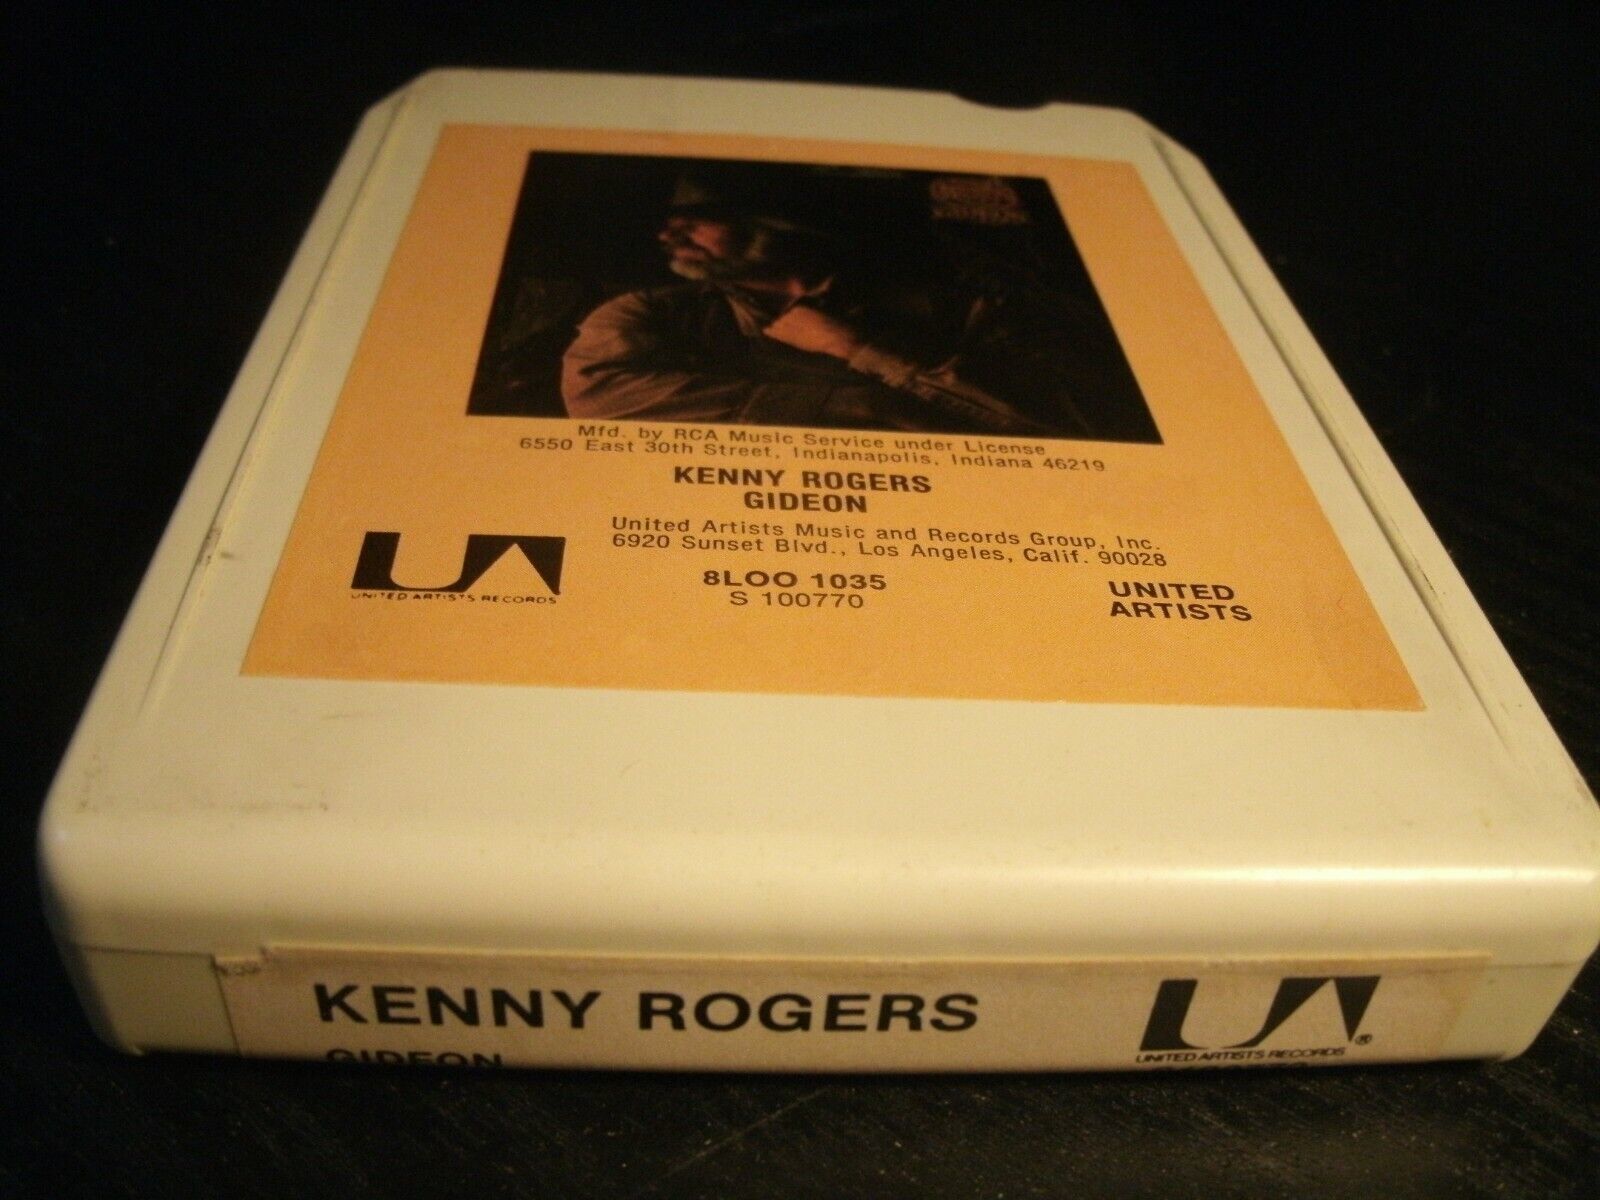 Mfd. by RCA Music Service under License
6550 East 30th Street, Indianapolis, Indiana 46219
KENNY ROGERS
GIDEON
United Artists Music and Records Group, Inc.
6920 Sunset Blvd., Los Angeles, Calif. 90028
8LOO 1035
S 100770
UA
UNITED ARTISTS RECORDS
UNITED
ARTISTS
KENNY ROGERS
GIDEON
UA®
UNITED ARTISTS RECORDS